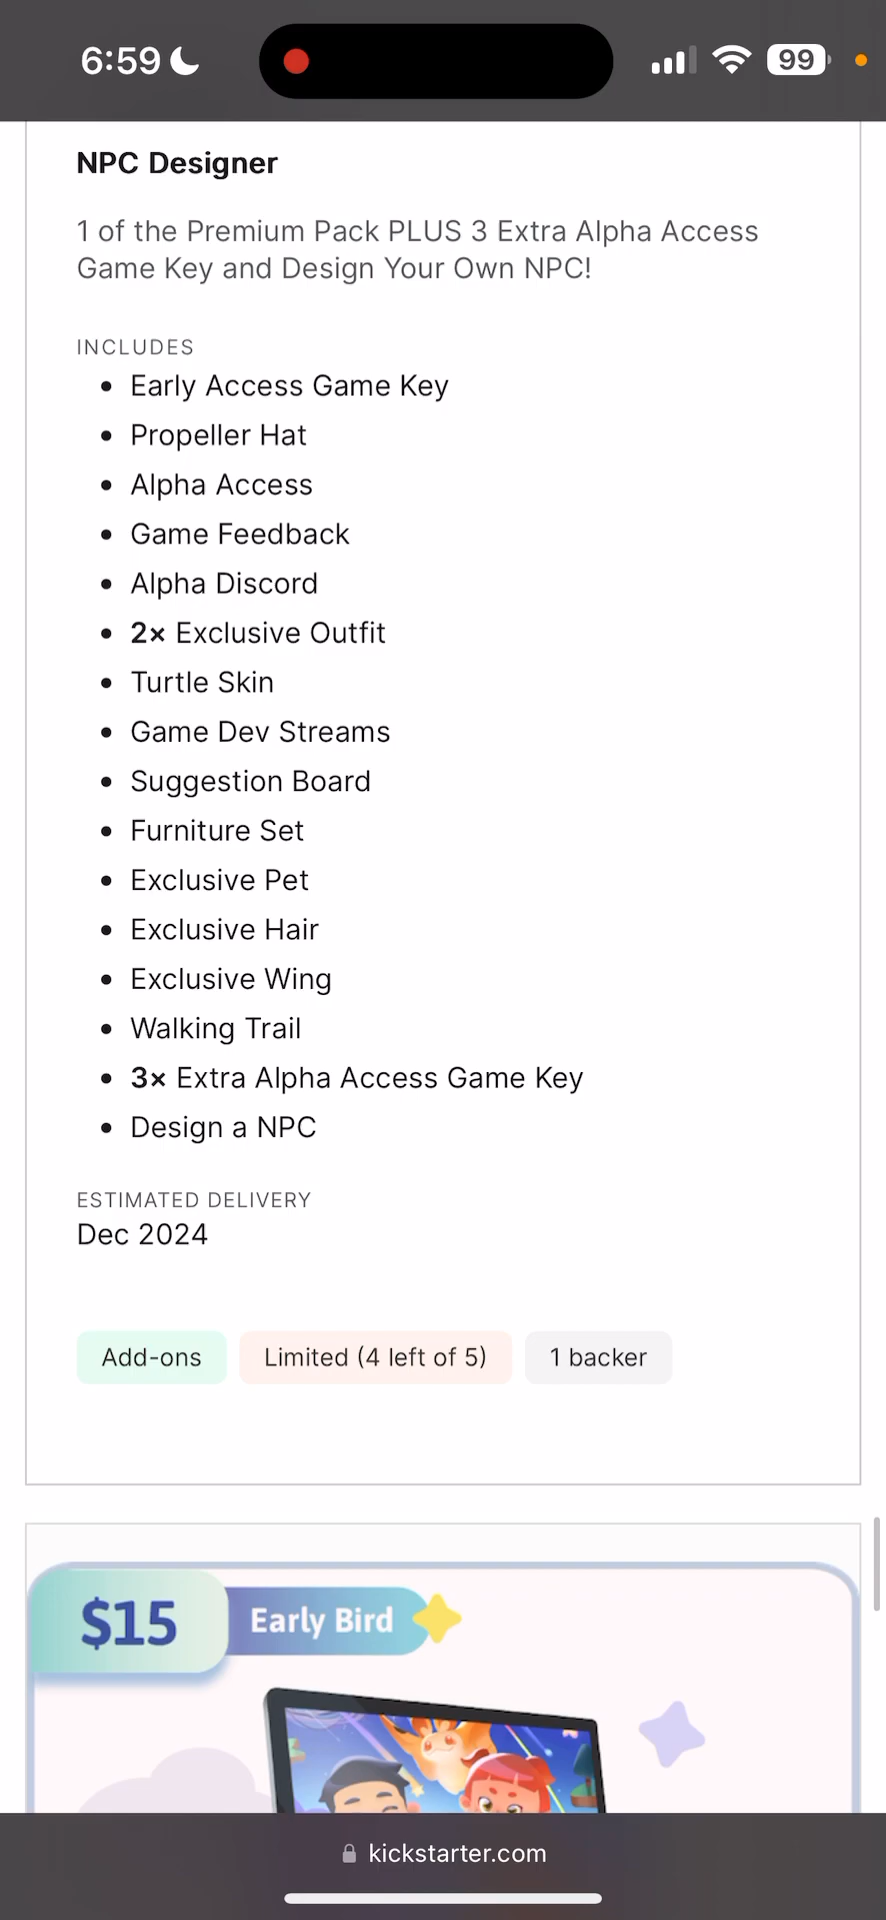 6:59
99
NPC Designer
1 of the Premium Pack PLUS 3 Extra Alpha Access
Game Key and Design Your Own NPC!
INCLUDES
• Early Access Game Key
• Propeller Hat
• Alpha Access
• Game Feedback
• Alpha Discord
• 2× Exclusive Outfit
• Turtle Skin
• Game Dev Streams
• Suggestion Board
• Furniture Set
• Exclusive Pet
• Exclusive Hair
• Exclusive Wing
• Walking Trail
• 3× Extra Alpha Access Game Key
• Design a NPC
ESTIMATED DELIVERY
Dec 2024
Add-ons
Limited (4 left of 5)
1 backer
$15
Early Bird
kickstarter.com